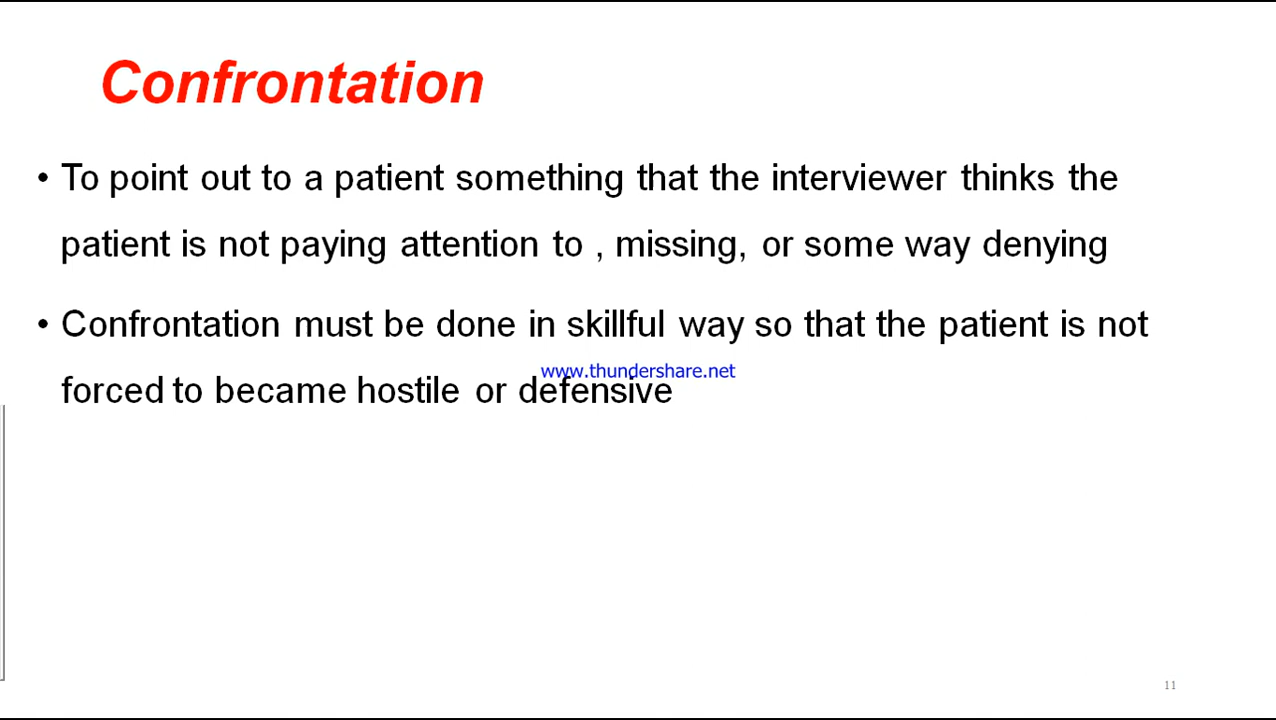 Confrontation
• To point out to a patient something that the interviewer thinks the
patient is not paying attention to , missing, or some way denying
• Confrontation must be done in skillful way so that the patient is not
www.thundershare.net
forced to became hostile or defensive
11